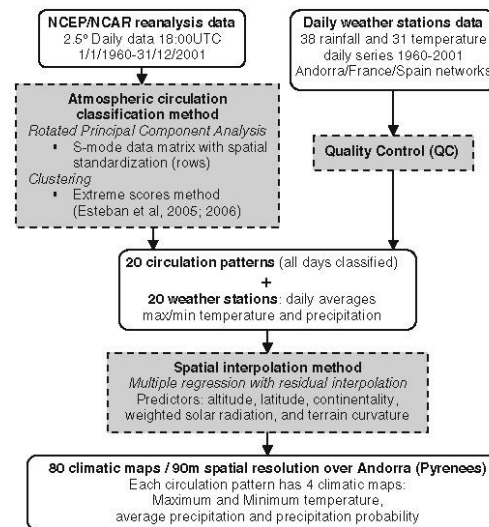 NCEP/NCAR reanalysis data
2.5º Daily data 18:00UTC
1/1/1960-31/12/2001
Daily weather stations data
38 rainfall and 31 temperature
daily series 1960-2001
Andorra/France/Spain networks
Atmospheric circulation
classification method
Rotated Principal Component Analysis
▪ S-mode data matrix with spatial
standardization (rows)
Clustering
▪ Extreme scores method
(Esteban et al, 2005; 2006)
Quality Control (QC)
20 circulation patterns (all days classified)
+
20 weather stations: daily averages
max/min temperature and precipitation
Spatial interpolation method
Multiple regression with residual interpolation
Predictors: altitude, latitude, continentality,
weighted solar radiation, and terrain curvature
80 climatic maps / 90m spatial resolution over Andorra (Pyrenees)
Each circulation pattern has 4 climatic maps:
Maximum and Minimum temperature,
average precipitation and precipitation probability